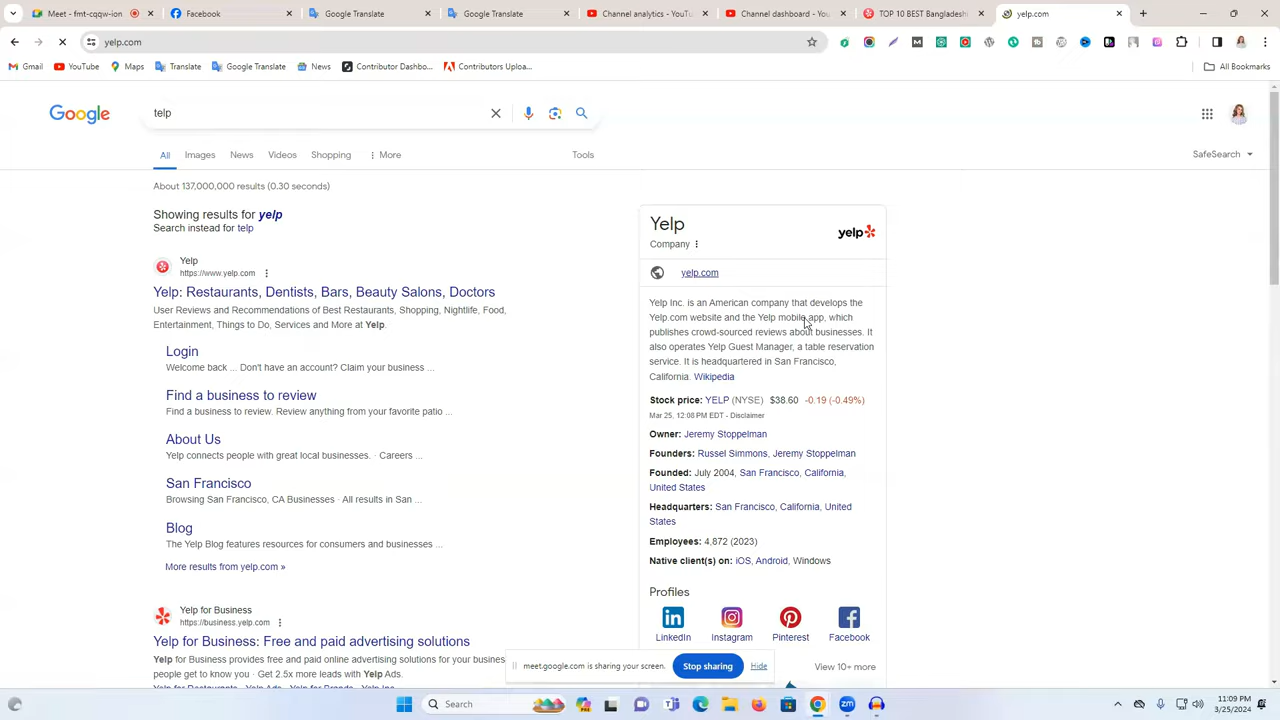 Meet - fmt-cqqw-ion
Facebook
Google Translate
Google Translate
Channel analytics - YouTu
Channel dashboard - You
TOP 10 BEST Bangladeshi
yelp.com
yelp.com
Gmail
YouTube
Maps
Translate
Google Translate
News
Contributor Dashbo...
Contributors Uploa...
All Bookmarks
Google
telp
All
Images
News
Videos
Shopping
More
Tools
SafeSearch
About 137,000,000 results (0.30 seconds)
Showing results for yelp
Search instead for telp
Yelp
https://www.yelp.com
Yelp: Restaurants, Dentists, Bars, Beauty Salons, Doctors
User Reviews and Recommendations of Best Restaurants, Shopping, Nightlife, Food,
Entertainment, Things to Do, Services and More at Yelp.
Login
Welcome back ... Don't have an account? Claim your business ...
Find a business to review
Find a business to review. Review anything from your favorite patio ...
About Us
Yelp connects people with great local businesses. · Careers ...
San Francisco
Browsing San Francisco, CA Businesses · All results in San ...
Blog
The Yelp Blog features resources for consumers and businesses ...
More results from yelp.com »
Yelp for Business
https://business.yelp.com
Yelp for Business: Free and paid advertising solutions
Yelp for Business provides free and paid online advertising solutions for your busines
people get to know you · Get 2.5x more leads with Yelp Ads.
Yelp
Company
yelp
yelp.com
Yelp Inc. is an American company that develops the
Yelp.com website and the Yelp mobile app, which
publishes crowd-sourced reviews about businesses. It
also operates Yelp Guest Manager, a table reservation
service. It is headquartered in San Francisco,
California. Wikipedia
Stock price: YELP (NYSE) $38.60 -0.19 (-0.49%)
Mar 25, 12:08 PM EDT - Disclaimer
Owner: Jeremy Stoppelman
Founders: Russel Simmons, Jeremy Stoppelman
Founded: July 2004, San Francisco, California,
United States
Headquarters: San Francisco, California, United
States
Employees: 4,872 (2023)
Native client(s) on: iOS, Android, Windows
Profiles
LinkedIn
Instagram
Pinterest
Facebook
View 10+ more
meet.google.com is sharing your screen.
Stop sharing
Hide
Search
zm
11:09 PM
3/25/2024